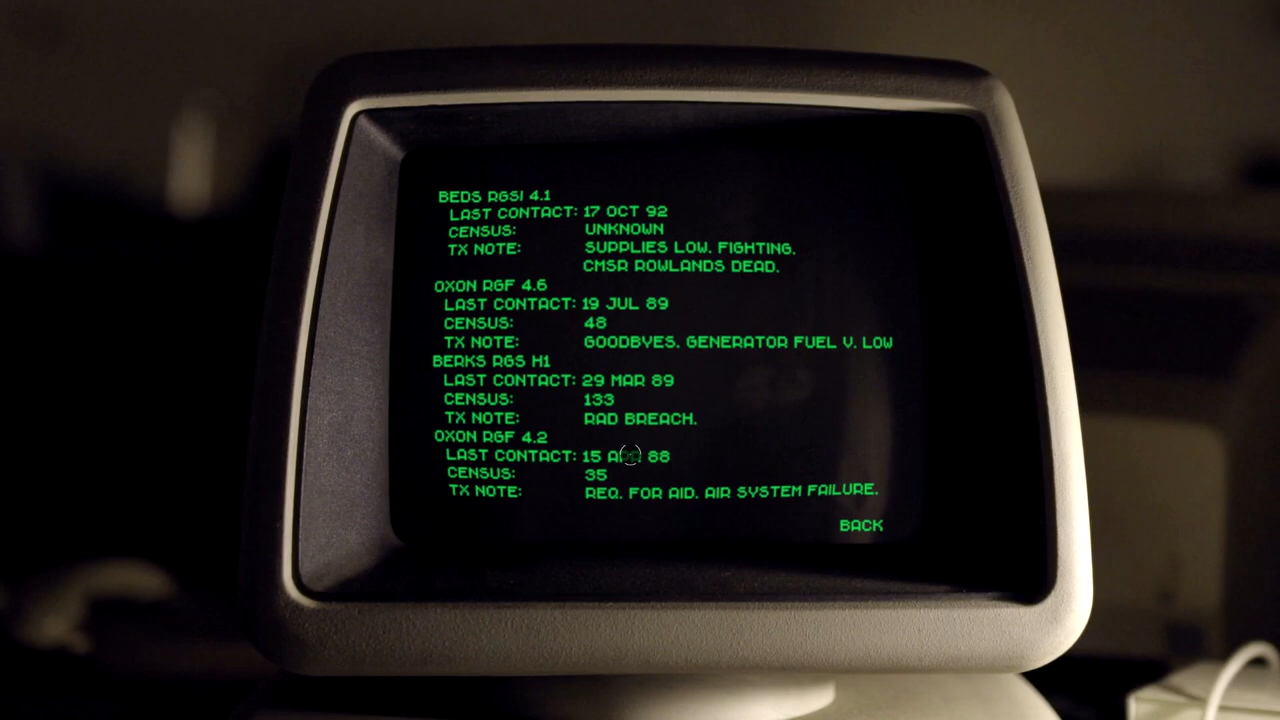 BEDS RGSI 4.1
LAST CONTACT: 17 OCT 92
CENSUS: UNKNOWN
TX NOTE: SUPPLIES LOW. FIGHTING.
CMSR ROWLANDS DEAD.
OXON RGF 4.6
LAST CONTACT: 19 JUL 89
CENSUS: 48
TX NOTE: GOODBYES. GENERATOR FUEL V. LOW
BERKS RGS H1
LAST CONTACT: 29 MAR 89
CENSUS: 133
TX NOTE: RAD BREACH.
OXON RGF 4.2
LAST CONTACT: 15 APR 88
CENSUS: 35
TX NOTE: REQ. FOR AID. AIR SYSTEM FAILURE.
BACK